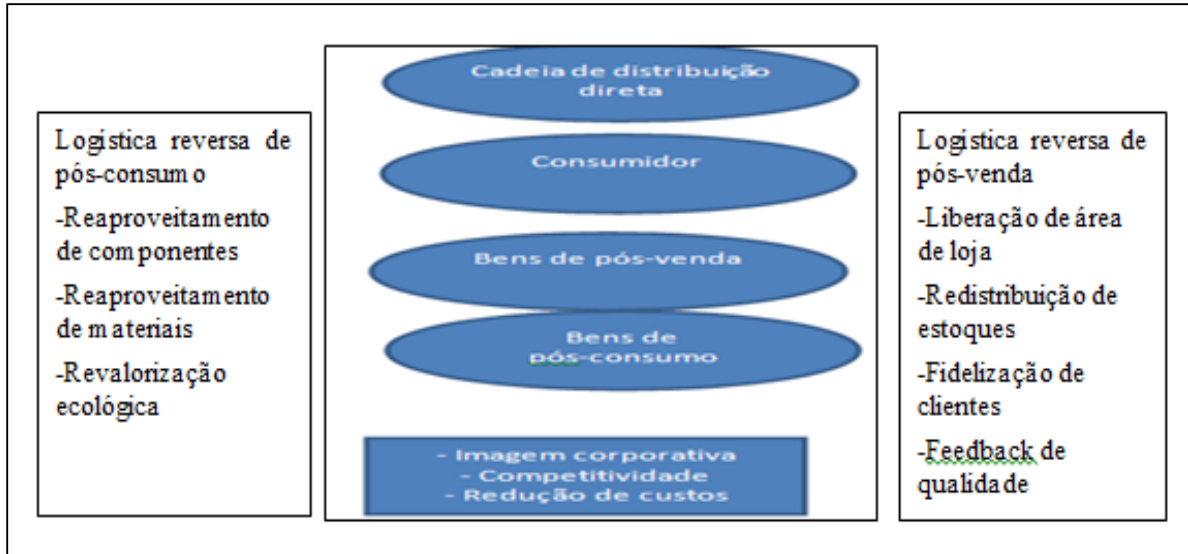 Logística reversa de
pós-consumo
-Reaproveitamento
de componentes
-Reaproveitamento
de materiais
-Revalorização
ecológica
Cadeia de distribuição
direta
Consumidor
Bens de pós-venda
Bens de
pós-consumo
- Imagem corporativa
- Competitividade
- Redução de custos
Logística reversa de
pós-venda
-Liberação de área
de loja
-Redistribuição de
estoques
-Fidelização de
clientes
-Feedback de
qualidade